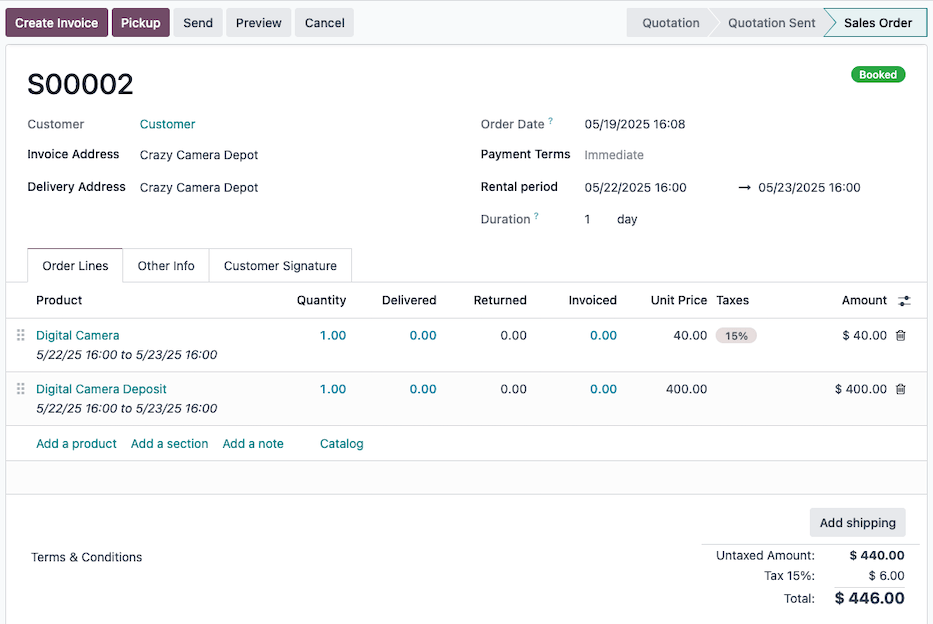 Create Invoice Pickup Send Preview Cancel Quotation Quotation Sent Sales Order
Booked
S00002
Customer Customer Order Date ? 05/19/2025 16:08
Invoice Address Crazy Camera Depot Payment Terms Immediate
Delivery Address Crazy Camera Depot Rental period 05/22/2025 16:00 → 05/23/2025 16:00
Duration ? 1 day
Order Lines Other Info Customer Signature
Product Quantity Delivered Returned Invoiced Unit Price Taxes Amount
Digital Camera 1.00 0.00 0.00 0.00 40.00 15% $ 40.00
5/22/25 16:00 to 5/23/25 16:00
Digital Camera Deposit 1.00 0.00 0.00 0.00 400.00 $ 400.00
5/22/25 16:00 to 5/23/25 16:00
Add a product Add a section Add a note Catalog
Add shipping
Terms & Conditions Untaxed Amount: $ 440.00
Tax 15%: $ 6.00
Total: $ 446.00